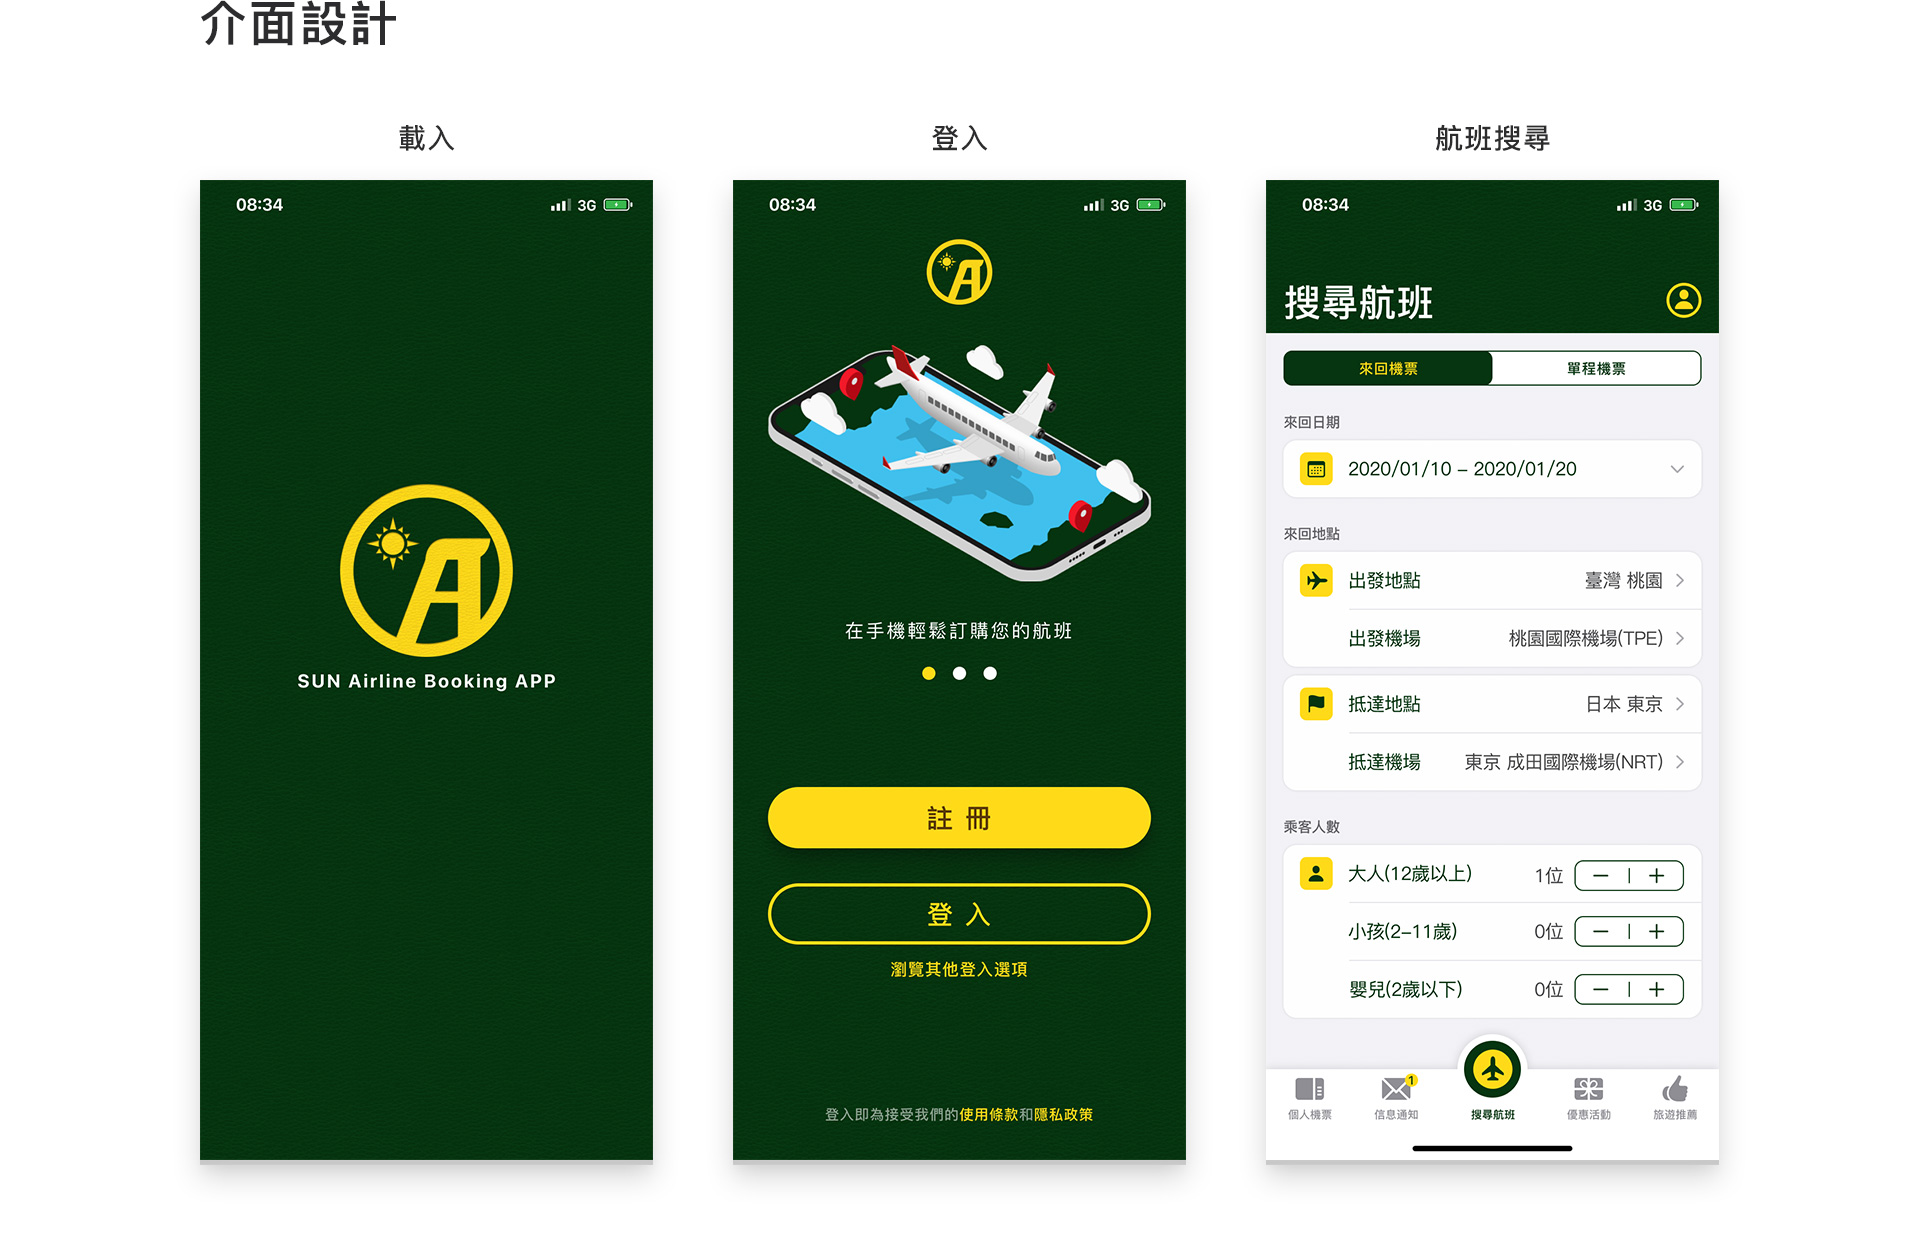 介面設計
載入
08:34
3G
A
SUN Airline Booking APP
登入
08:34
3G
A
在手機輕鬆訂購您的航班
註 冊
登 入
瀏覽其他登入選項
登入即為接受我們的使用條款和隱私政策
航班搜尋
08:34
3G
搜尋航班
來回機票
單程機票
來回日期
2020/01/10 – 2020/01/20
來回地點
出發地點 臺灣 桃園
出發機場 桃園國際機場(TPE)
抵達地點 日本 東京
抵達機場 東京 成田國際機場(NRT)
乘客人數
大人(12歲以上) 1位 − | +
小孩(2–11歲) 0位 − | +
嬰兒(2歲以下) 0位 − | +
1
個人機票
信息通知
搜尋航班
優惠活動
旅遊推薦